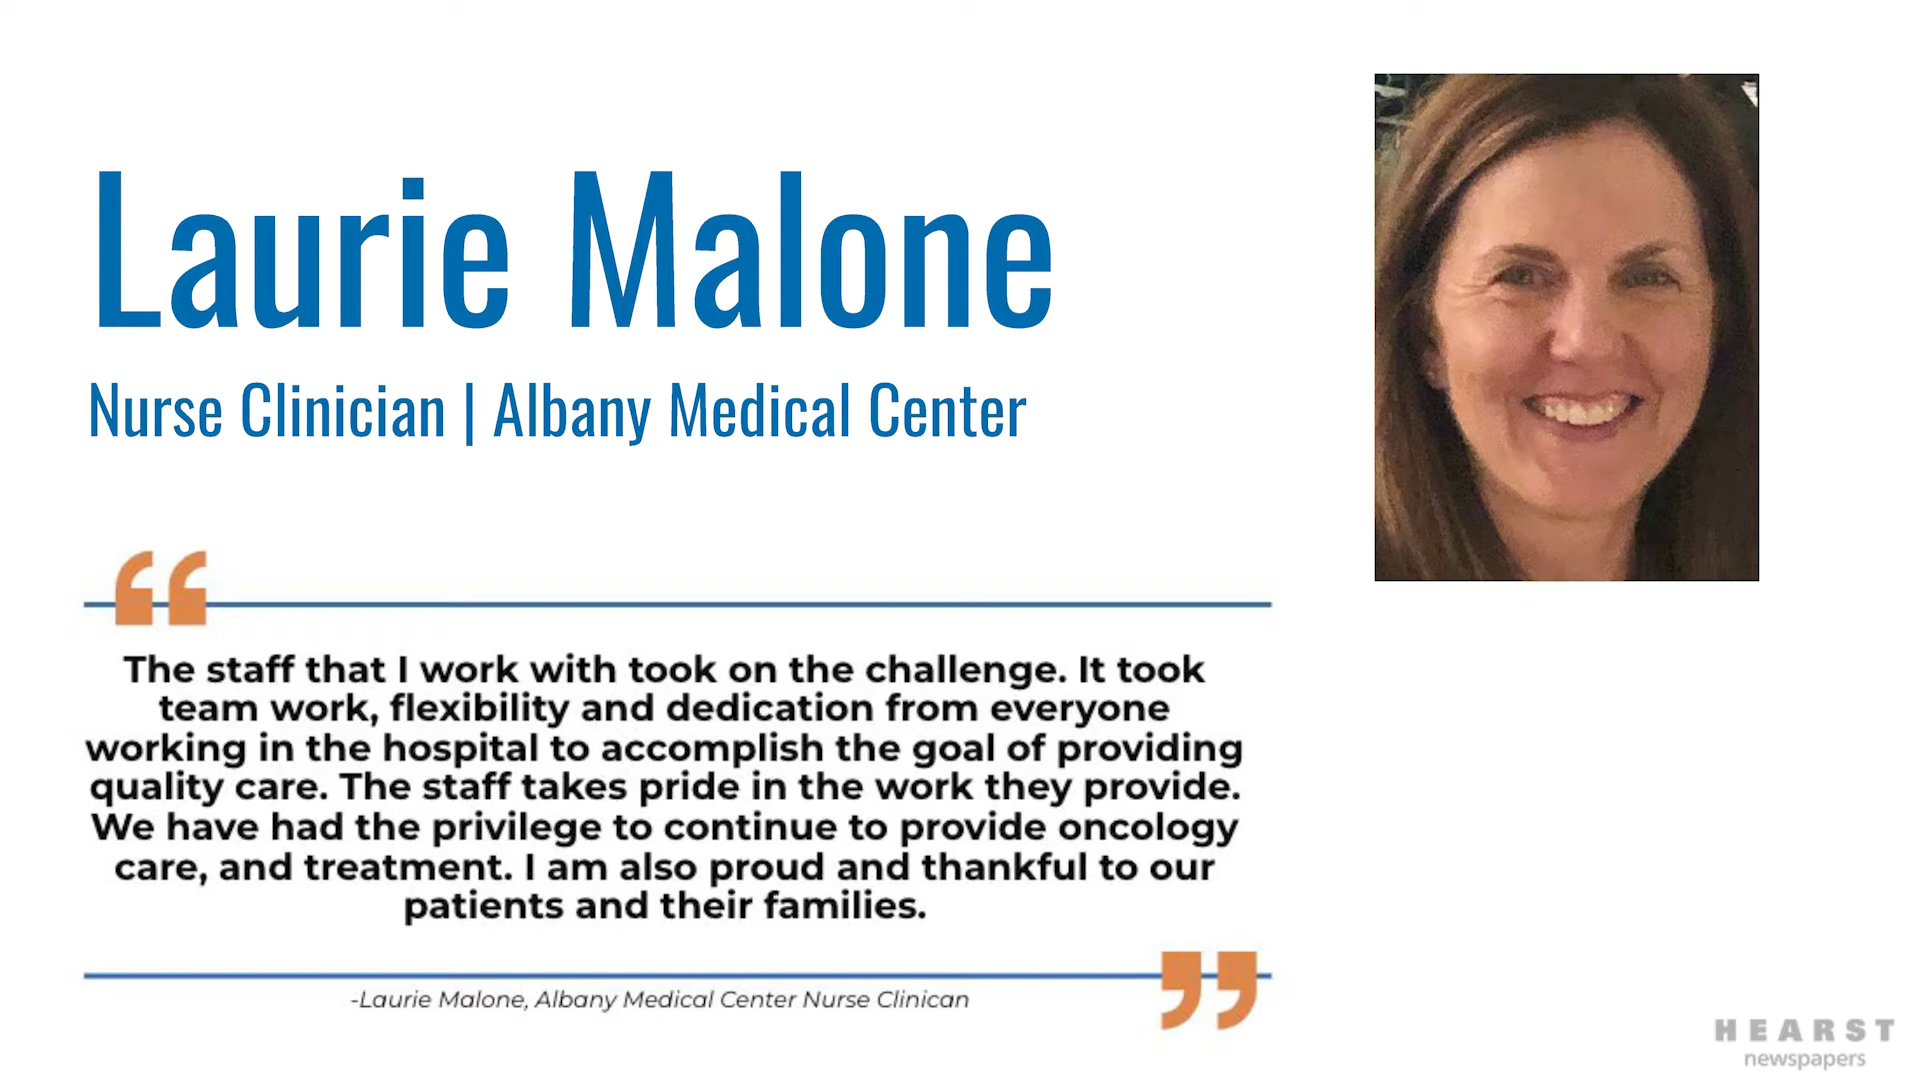 Laurie Malone
Nurse Clinician | Albany Medical Center
“
The staff that I work with took on the challenge. It took
team work, flexibility and dedication from everyone
working in the hospital to accomplish the goal of providing
quality care. The staff takes pride in the work they provide.
We have had the privilege to continue to provide oncology
care, and treatment. I am also proud and thankful to our
patients and their families.
”
-Laurie Malone, Albany Medical Center Nurse Clinican
HEARST
newspapers